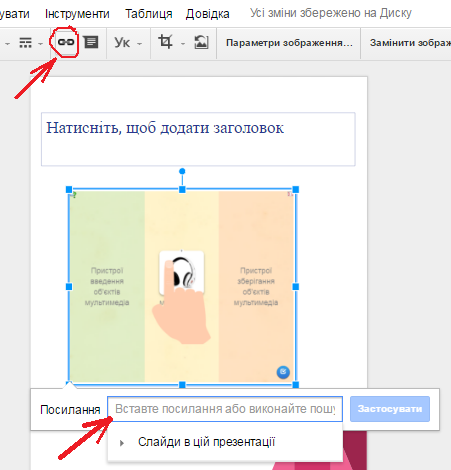 увати Інструменти Таблиця Довідка Усі зміни збережено на Диску
Ук Параметри зображення... Замінити зображ
Натисніть, щоб додати заголовок
Пристрої
введення
об'єктів
мультимедіа
Пристрої
зберігання
об'єктів
мультимедіа
Посилання Вставте посилання або виконайте пошу Застосувати
Слайди в цій презентації